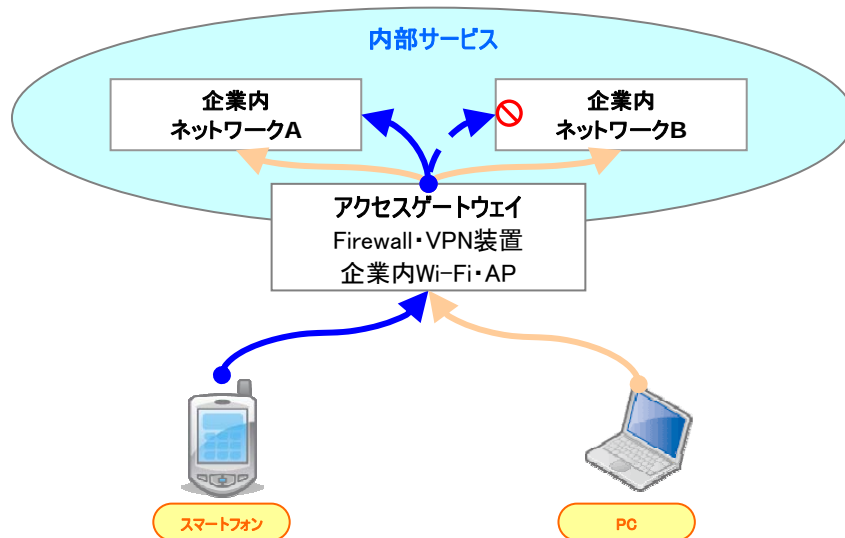 内部サービス
企業内
ネットワークA
企業内
ネットワークB
アクセスゲートウェイ
Firewall・VPN装置
企業内Wi-Fi・AP
スマートフォン
PC